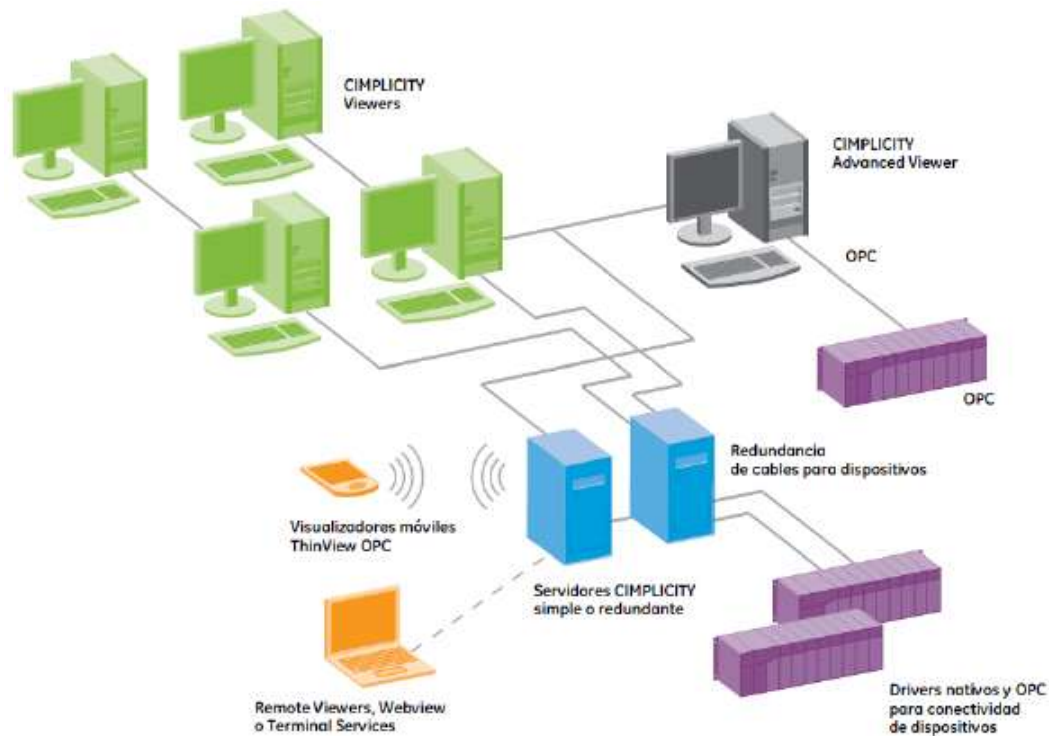 CIMPLICITY
Viewers
CIMPLICITY
Advanced Viewer
OPC
OPC
Redundancia
de cables para dispositivos
Visualizadores móviles
ThinView OPC
Servidores CIMPLICITY
simple o redundante
Remote Viewers, Webview
o Terminal Services
Drivers nativos y OPC
para conectividad
de dispositivos